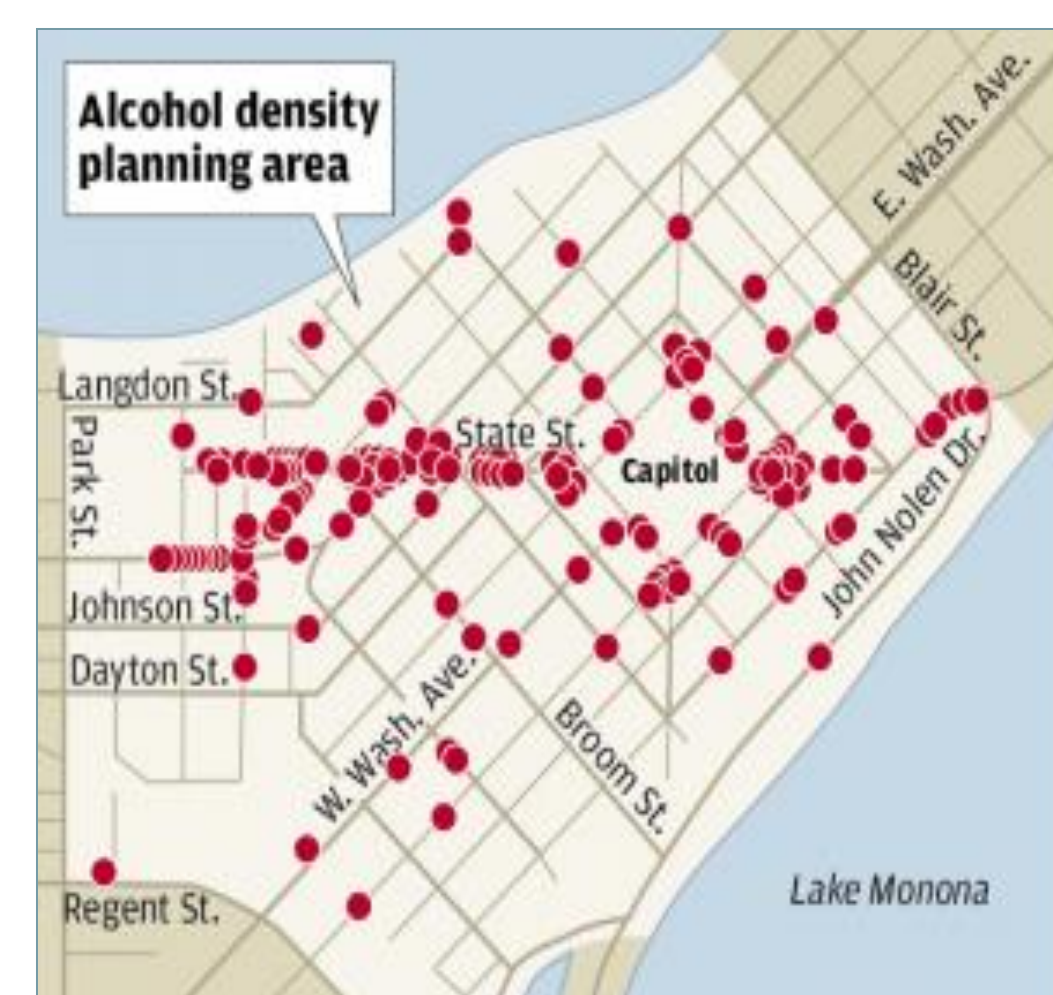 Alcohol density
planning area
E. Wash. Ave.
Blair St.
Langdon St.
State St.
Capitol
Park St.
John Nolen Dr.
Johnson St.
Dayton St.
W. Wash. Ave.
Broom St.
Lake Monona
Regent St.